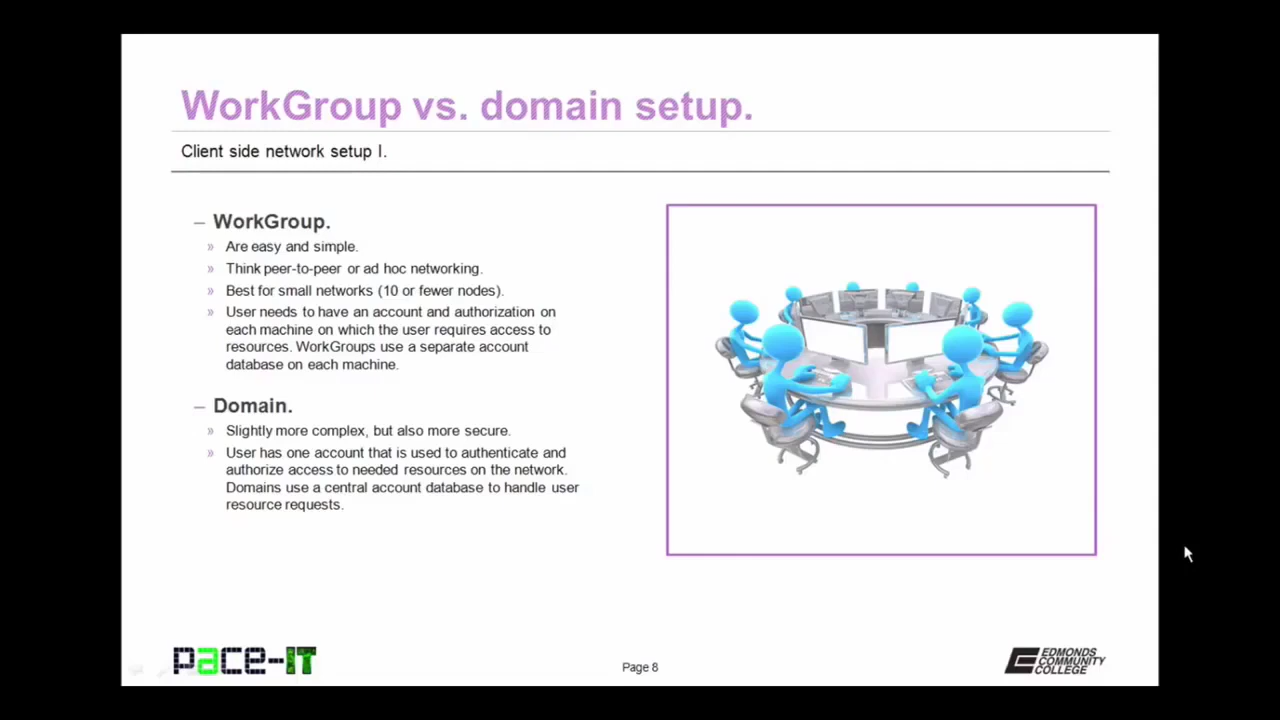 WorkGroup vs. domain setup.
Client side network setup I.
– WorkGroup.
» Are easy and simple.
» Think peer-to-peer or ad hoc networking.
» Best for small networks (10 or fewer nodes).
» User needs to have an account and authorization on
each machine on which the user requires access to
resources. WorkGroups use a separate account
database on each machine.
– Domain.
» Slightly more complex, but also more secure.
» User has one account that is used to authenticate and
authorize access to needed resources on the network.
Domains use a central account database to handle user
resource requests.
pace-IT
Page 8
EDMONDS
COMMUNITY
COLLEGE